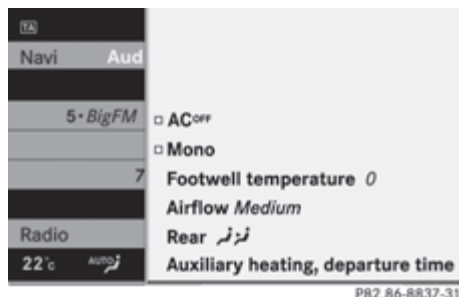 TA
Navi Aud
5·BigFM
AC OFF
Mono
7
Footwell temperature 0
Airflow Medium
Radio
Rear
22°c AUTO
Auxiliary heating, departure time
P82.86-8837-31